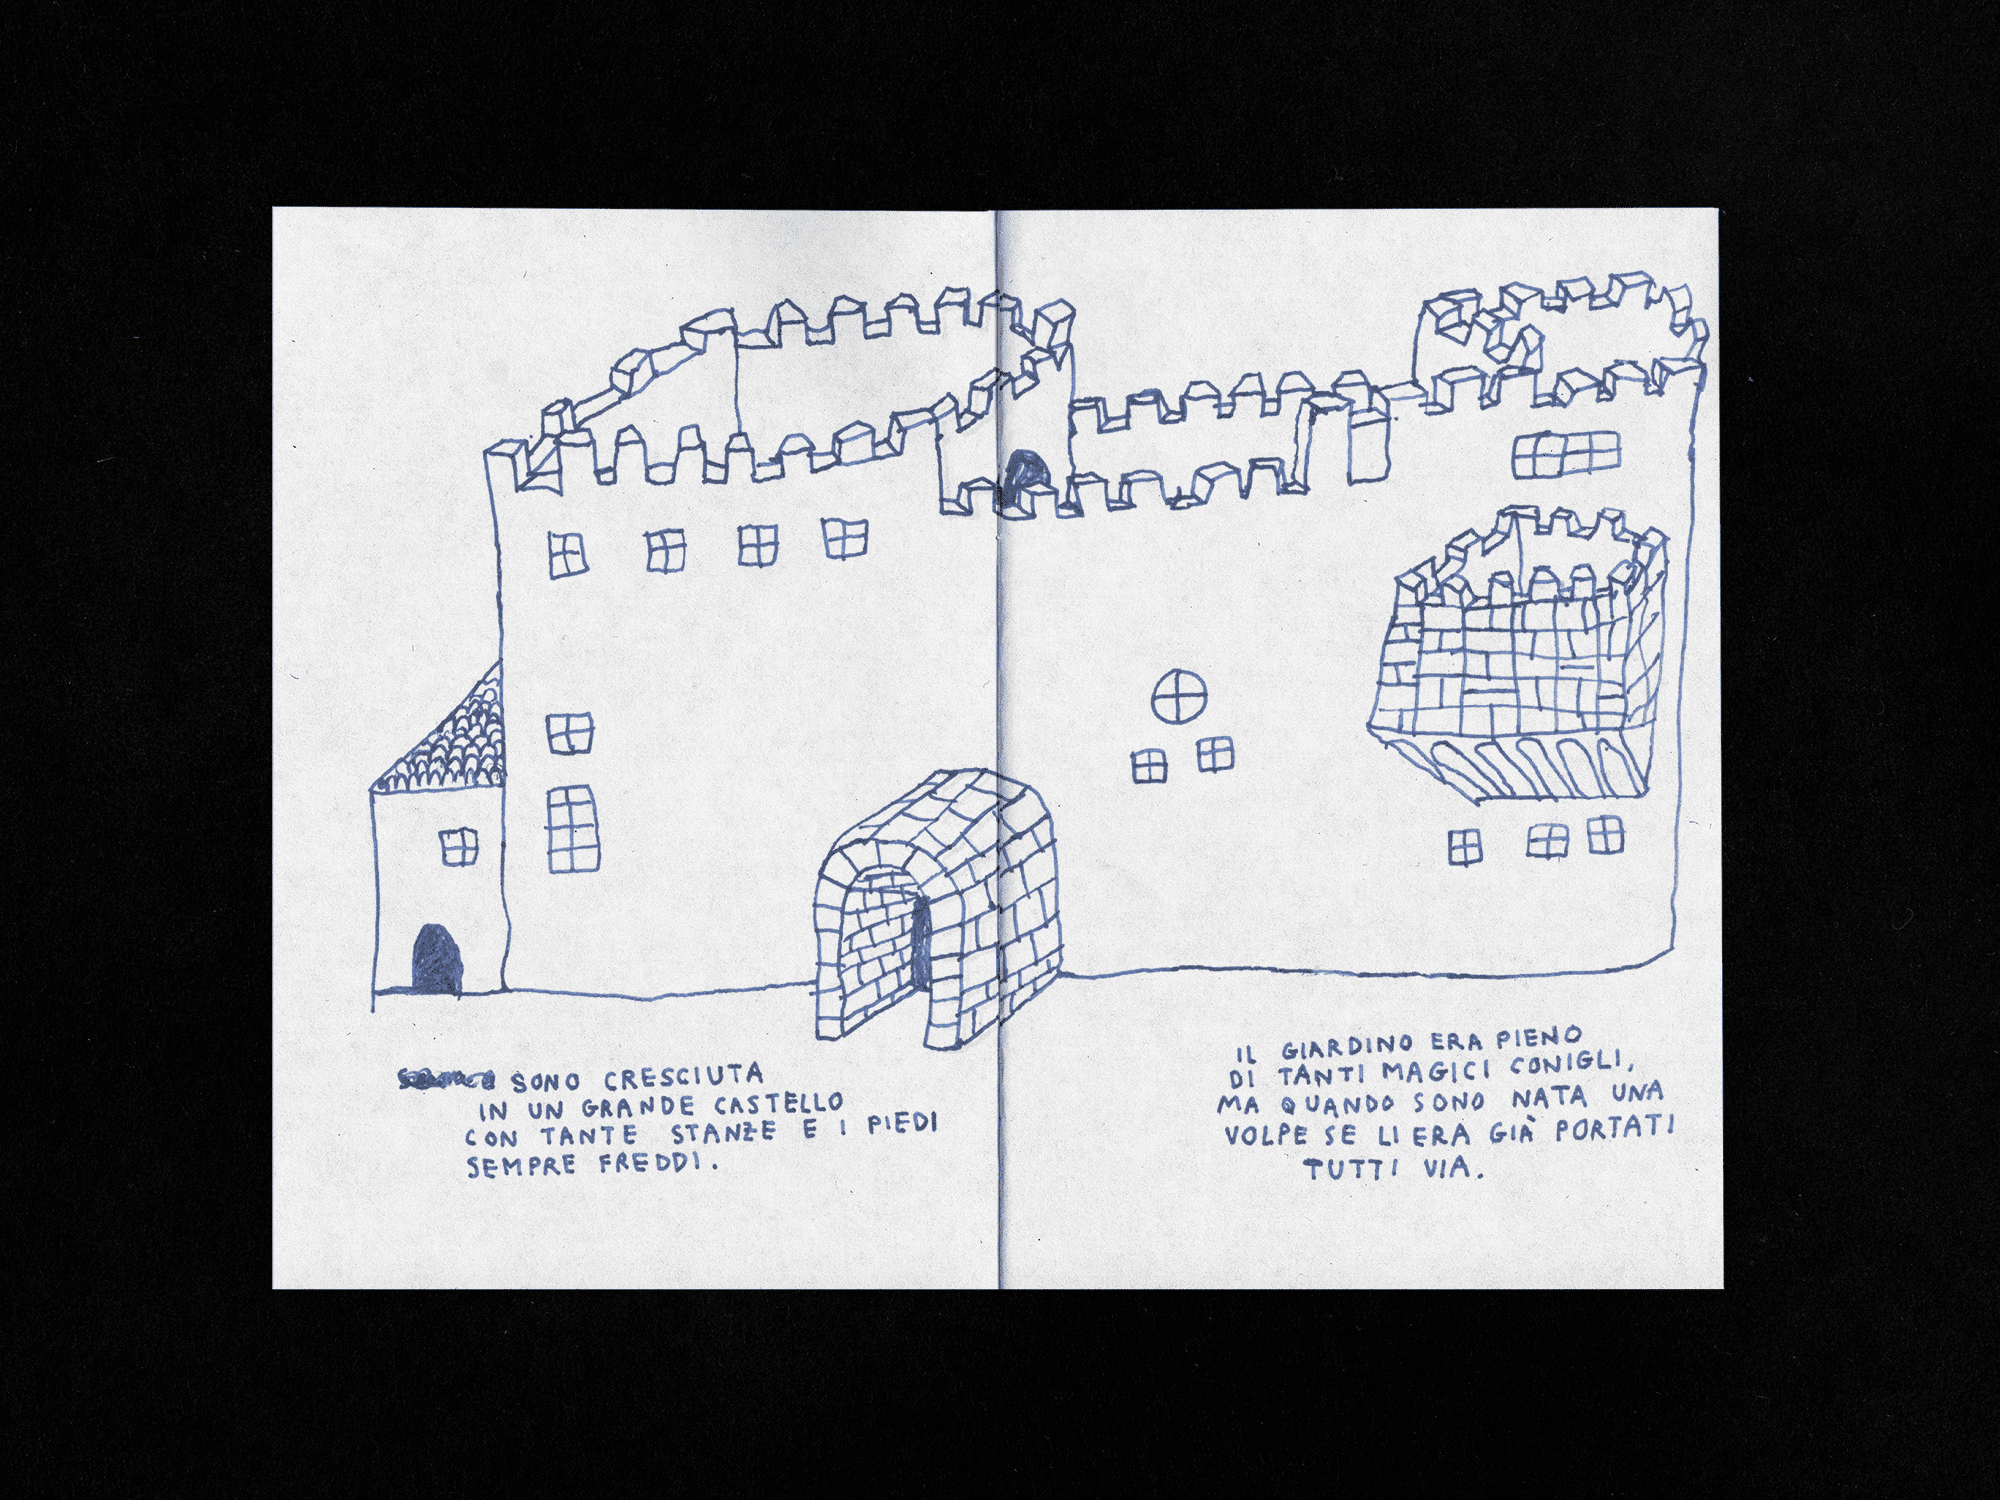 SONO CRESCIUTA
IN UN GRANDE CASTELLO
CON TANTE STANZE E I PIEDI
SEMPRE FREDDI.
IL GIARDINO ERA PIENO
DI TANTI MAGICI CONIGLI,
MA QUANDO SONO NATA UNA
VOLPE SE LI ERA GIÀ PORTATI
TUTTI VIA.